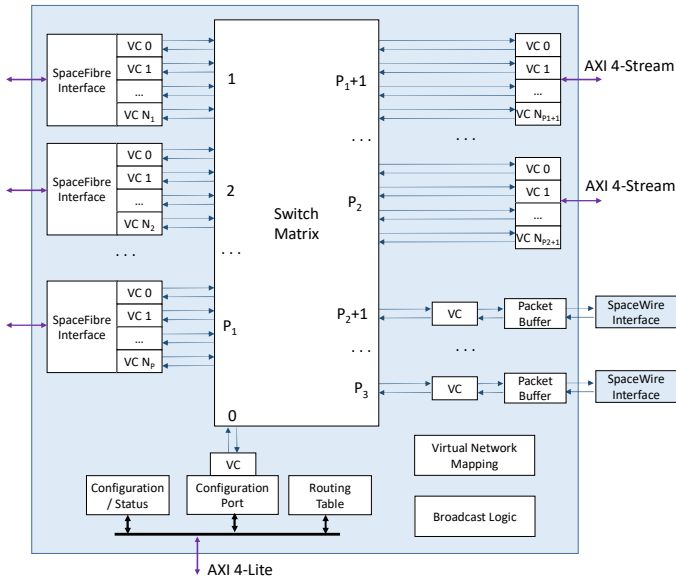 SpaceFibre
Interface
VC 0
VC 1
...
VC N1
SpaceFibre
Interface
VC 0
VC 1
...
VC N2
. . .
SpaceFibre
Interface
VC 0
VC 1
...
VC NP
1
2
. . .
P1
0
Switch
Matrix
P1+1
. . .
P2
P2+1
. . .
P3
VC 0
VC 1
...
VC NP1+1
AXI 4-Stream
. . .
VC 0
VC 1
...
VC NP2+1
AXI 4-Stream
VC
Packet
Buffer
SpaceWire
Interface
. . .
VC
Packet
Buffer
SpaceWire
Interface
VC
Configuration
/ Status
Configuration
Port
Routing
Table
Virtual Network
Mapping
Broadcast Logic
AXI 4-Lite